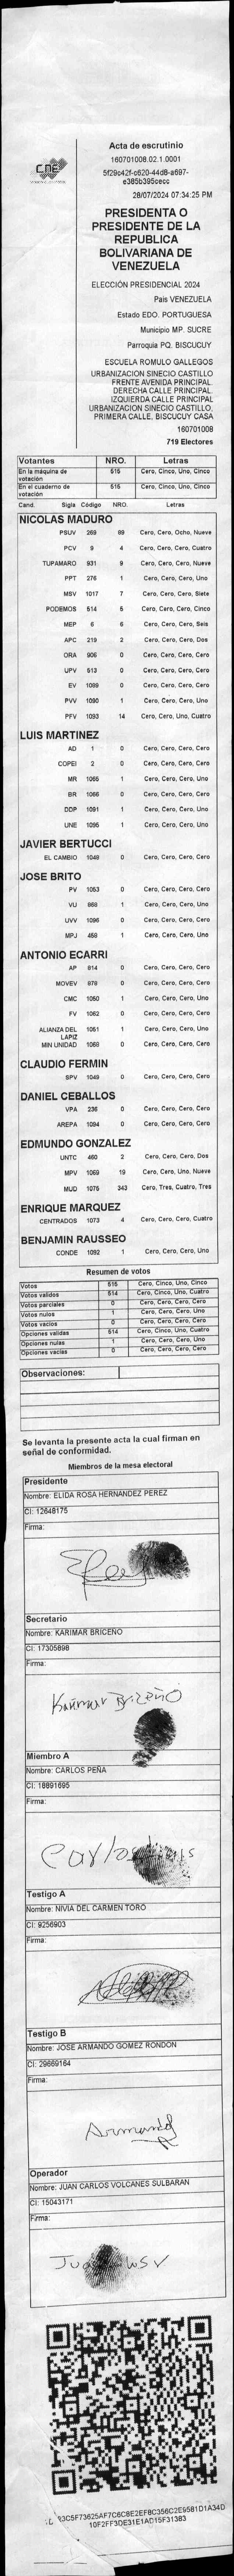 CNE
Acta de escrutinio
160701008.02.1.0001
5f29c42f-c620-44d8-a697-
e385b395cecc
28/07/2024 07:34:25 PM
PRESIDENTA O
PRESIDENTE DE LA
REPUBLICA
BOLIVARIANA DE
VENEZUELA
ELECCIÓN PRESIDENCIAL 2024
Pais VENEZUELA
Estado EDO. PORTUGUESA
Municipio MP. SUCRE
Parroquia PQ. BISCUCUY
ESCUELA ROMULO GALLEGOS
URBANIZACION SINECIO CASTILLO
FRENTE AVENIDA PRINCIPAL.
DERECHA CALLE PRINCIPAL.
IZQUIERDA CALLE PRINCIPAL
URBANIZACION SINECIO CASTILLO,
PRIMERA CALLE, BISCUCUY CASA
160701008
719 Electores
Votantes NRO. Letras
En la máquina de votación 515 Cero, Cinco, Uno, Cinco
En el cuaderno de votación 515 Cero, Cinco, Uno, Cinco
Cand. Sigla Código NRO. Letras
NICOLAS MADURO
PSUV 269 89 Cero, Cero, Ocho, Nueve
PCV 9 4 Cero, Cero, Cero, Cuatro
TUPAMARO 931 9 Cero, Cero, Cero, Nueve
PPT 276 1 Cero, Cero, Cero, Uno
MSV 1017 7 Cero, Cero, Cero, Siete
PODEMOS 514 5 Cero, Cero, Cero, Cinco
MEP 6 6 Cero, Cero, Cero, Seis
APC 219 2 Cero, Cero, Cero, Dos
ORA 906 0 Cero, Cero, Cero, Cero
UPV 513 0 Cero, Cero, Cero, Cero
EV 1089 0 Cero, Cero, Cero, Cero
PVV 1090 1 Cero, Cero, Cero, Uno
PFV 1093 14 Cero, Cero, Uno, Cuatro
LUIS MARTINEZ
AD 1 0 Cero, Cero, Cero, Cero
COPEI 2 0 Cero, Cero, Cero, Cero
MR 1065 1 Cero, Cero, Cero, Uno
BR 1066 0 Cero, Cero, Cero, Cero
DDP 1091 1 Cero, Cero, Cero, Uno
UNE 1095 1 Cero, Cero, Cero, Uno
JAVIER BERTUCCI
EL CAMBIO 1048 0 Cero, Cero, Cero, Cero
JOSE BRITO
PV 1053 0 Cero, Cero, Cero, Cero
VU 868 1 Cero, Cero, Cero, Uno
UVV 1096 0 Cero, Cero, Cero, Cero
MPJ 458 1 Cero, Cero, Cero, Uno
ANTONIO ECARRI
AP 814 0 Cero, Cero, Cero, Cero
MOVEV 979 0 Cero, Cero, Cero, Cero
CMC 1050 1 Cero, Cero, Cero, Uno
FV 1062 0 Cero, Cero, Cero, Cero
ALIANZA DEL LAPIZ 1051 1 Cero, Cero, Cero, Uno
MIN UNIDAD 1068 0 Cero, Cero, Cero, Cero
CLAUDIO FERMIN
SPV 1049 0 Cero, Cero, Cero, Cero
DANIEL CEBALLOS
VPA 236 0 Cero, Cero, Cero, Cero
AREPA 1094 0 Cero, Cero, Cero, Cero
EDMUNDO GONZALEZ
UNTC 460 2 Cero, Cero, Cero, Dos
MPV 1069 19 Cero, Cero, Uno, Nueve
MUD 1075 343 Cero, Tres, Cuatro, Tres
ENRIQUE MARQUEZ
CENTRADOS 1073 4 Cero, Cero, Cero, Cuatro
BENJAMIN RAUSSEO
CONDE 1092 1 Cero, Cero, Cero, Uno
Resumen de votos
Votos 515 Cero, Cinco, Uno, Cinco
Votos validos 514 Cero, Cinco, Uno, Cuatro
Votos parciales 0 Cero, Cero, Cero, Cero
Votos nulos 1 Cero, Cero, Cero, Uno
Votos vacios 0 Cero, Cero, Cero, Cero
Opciones validas 514 Cero, Cinco, Uno, Cuatro
Opciones nulas 1 Cero, Cero, Cero, Uno
Opciones vacias 0 Cero, Cero, Cero, Cero
Observaciones:
Se levanta la presente acta la cual firman en
señal de conformidad.
Miembros de la mesa electoral
Presidente
Nombre: ELIDA ROSA HERNANDEZ PEREZ
CI: 12648175
Firma:
Secretario
Nombre: KARIMAR BRICEÑO
CI: 17305898
Firma:
Karimar Briceño
Miembro A
Nombre: CARLOS PEÑA
CI: 18891695
Firma:
Testigo A
Nombre: NIVIA DEL CARMEN TORO
CI: 9256903
Firma:
Testigo B
Nombre: JOSE ARMANDO GOMEZ RONDON
CI: 29669164
Firma:
Armando
Operador
Nombre: JUAN CARLOS VOLCANES SULBARAN
CI: 15043171
Firma:
10F2FF3DE31E1AD15F31383